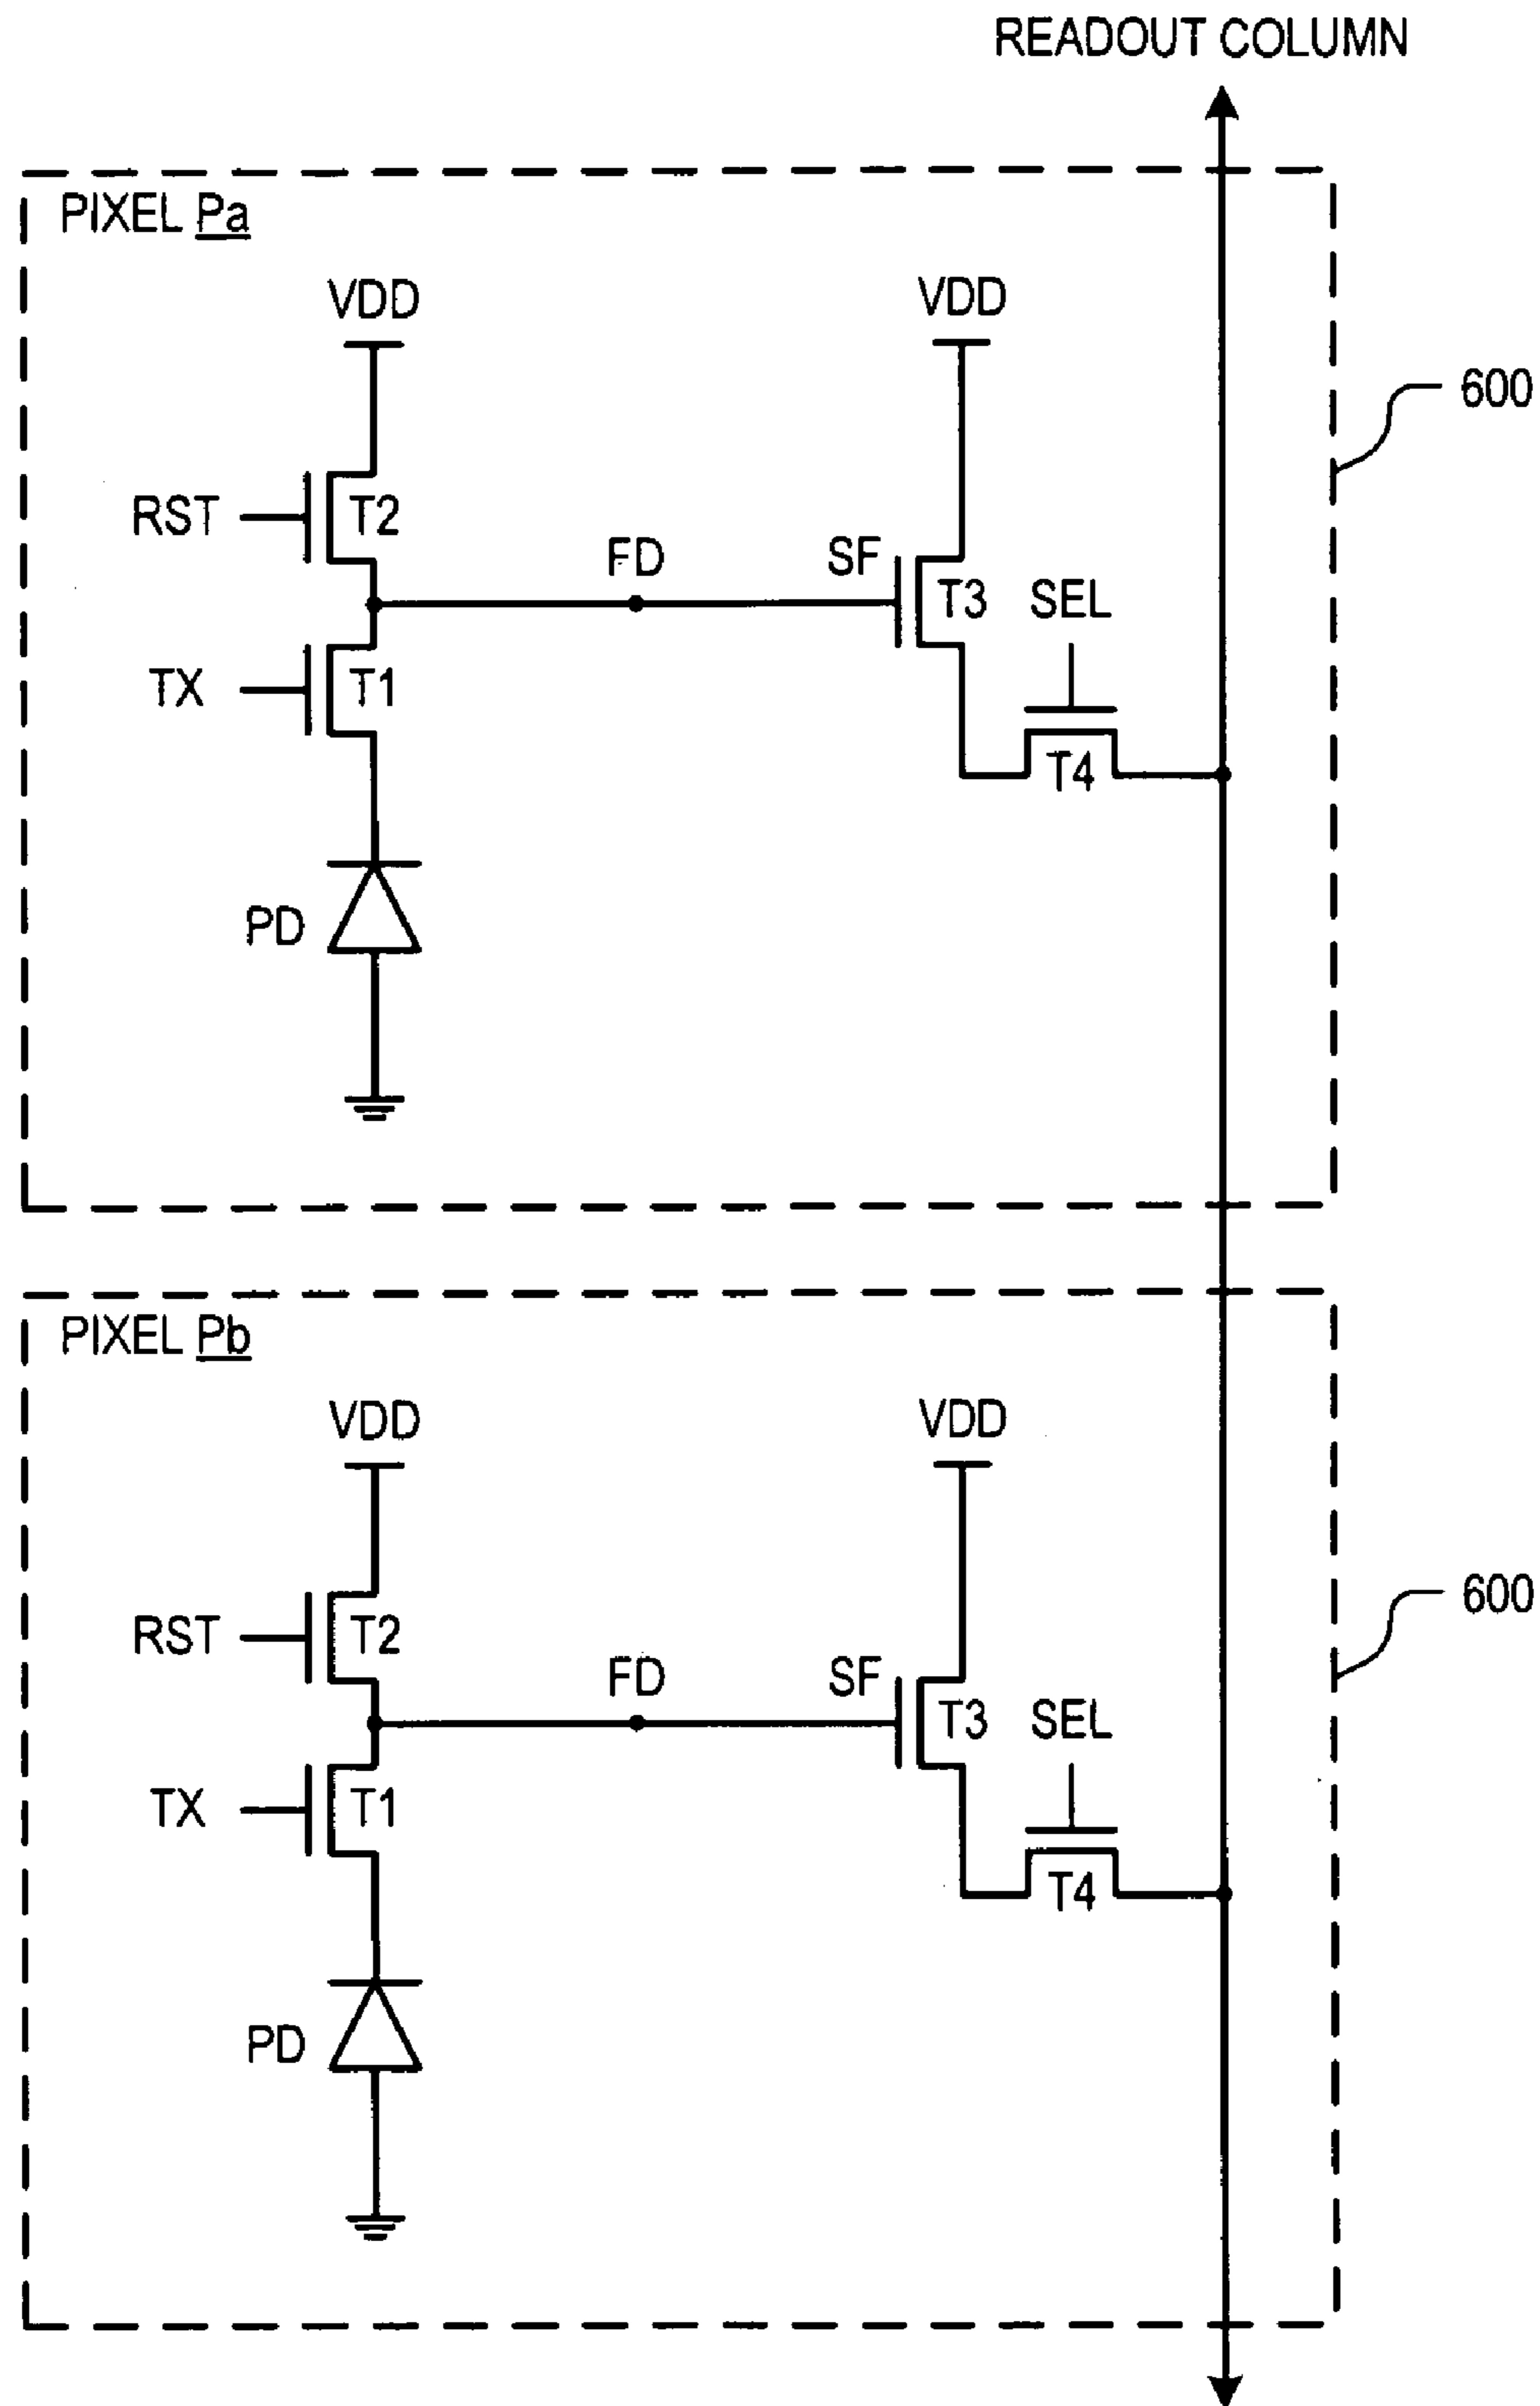 READOUT COLUMN
PIXEL Pa
VDD
VDD
600
RST
T2
FD
SF
T3
SEL
TX
T1
T4
PD
PIXEL Pb
VDD
VDD
600
RST
T2
FD
SF
T3
SEL
TX
T1
T4
PD